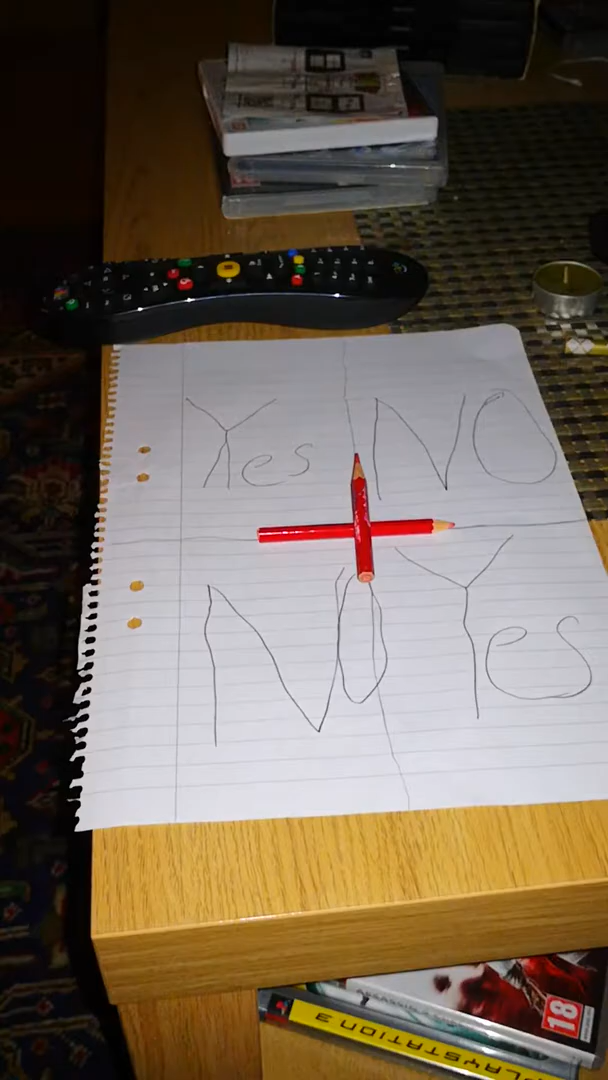 Yes NO
NO Yes
18
PLAYSTATION 3